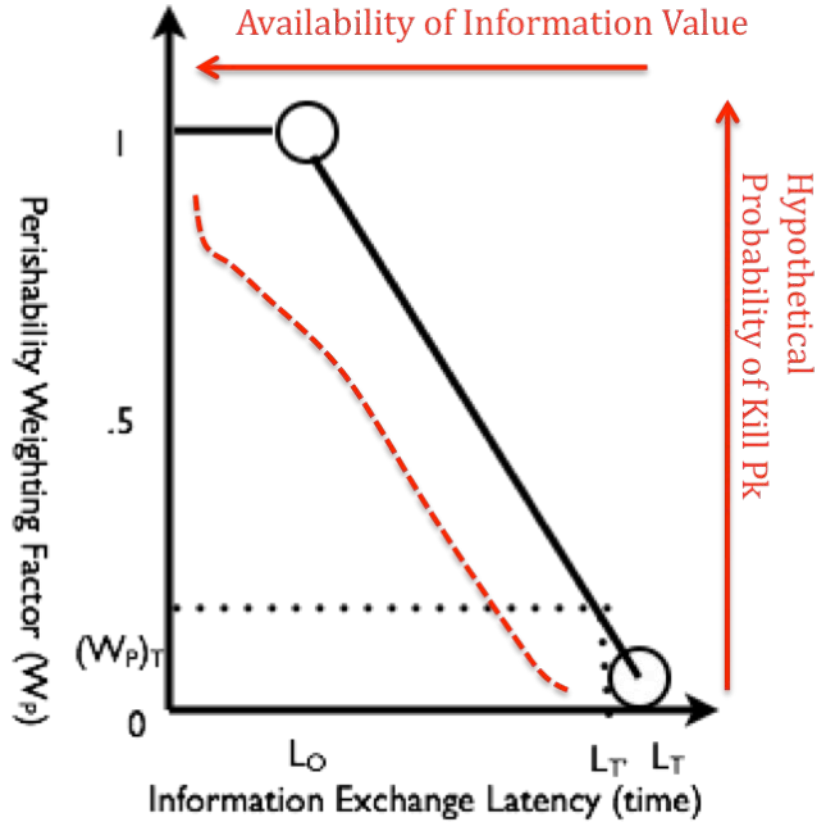 Availability of Information Value
1
Perishability Weighting Factor (WP)
Hypothetical
Probability of Kill Pk
.5
(WP)T
0
LO
LT'
LT
Information Exchange Latency (time)